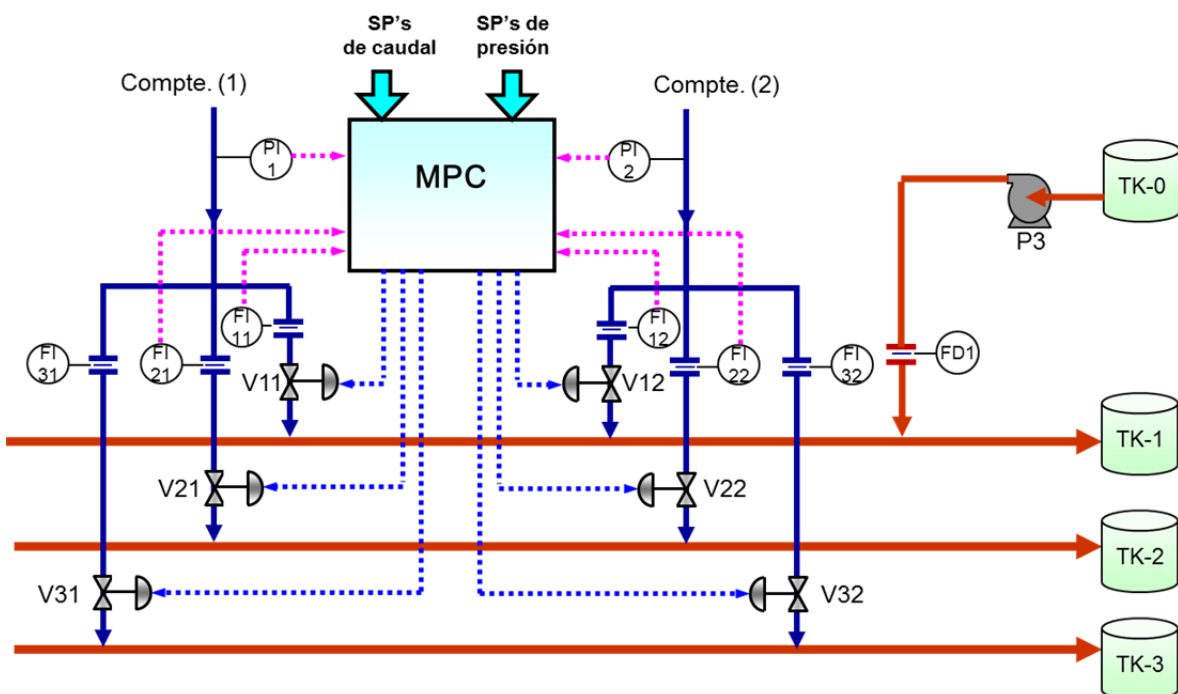 SP's
de caudal
SP's de
presión
Compte. (1)
Compte. (2)
PI
1
MPC
PI
2
TK-0
P3
FI
11
FI
12
FI
31
FI
21
FI
22
FI
32
FD1
V11
V12
TK-1
V21
V22
TK-2
V31
V32
TK-3